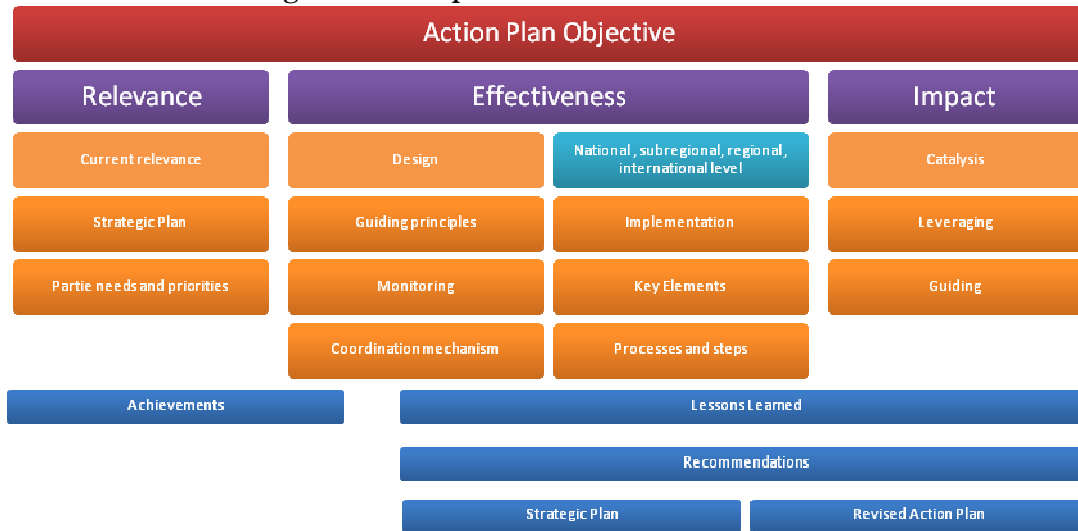 Action Plan Objective
Relevance
Effectiveness
Impact
Current relevance
Design
National, subregional, regional,
international level
Catalysis
Strategic Plan
Guiding principles
Implementation
Leveraging
Partie needs and priorities
Monitoring
Key Elements
Guiding
Coordination mechanism
Processes and steps
Achievements
Lessons Learned
Recommendations
Strategic Plan
Revised Action Plan